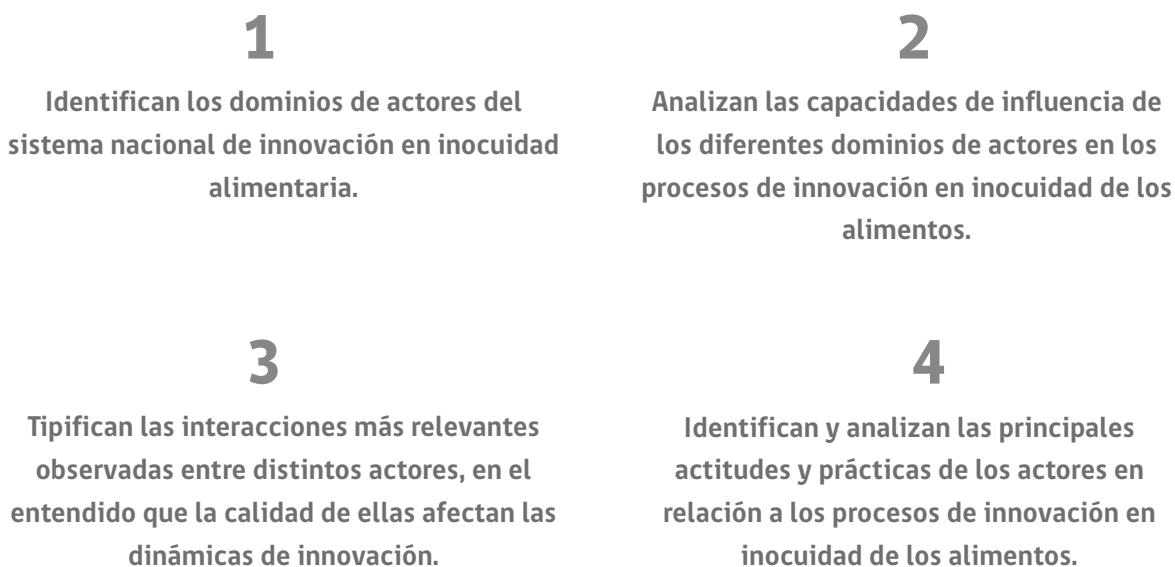 1
Identifican los dominios de actores del
sistema nacional de innovación en inocuidad
alimentaria.
2
Analizan las capacidades de influencia de
los diferentes dominios de actores en los
procesos de innovación en inocuidad de los
alimentos.
3
Tipifican las interacciones más relevantes
observadas entre distintos actores, en el
entendido que la calidad de ellas afectan las
dinámicas de innovación.
4
Identifican y analizan las principales
actitudes y prácticas de los actores en
relación a los procesos de innovación en
inocuidad de los alimentos.